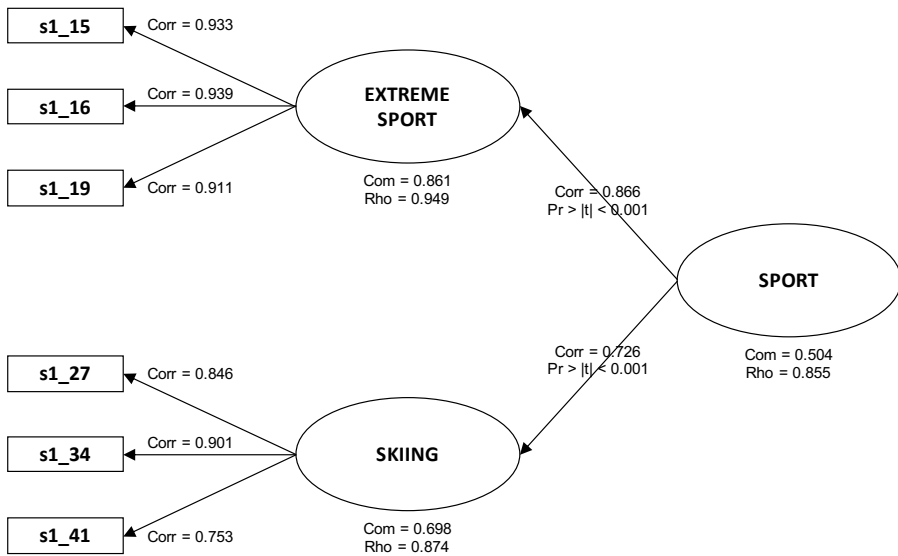 s1_15
Corr = 0.933
s1_16
Corr = 0.939
s1_19
Corr = 0.911
EXTREME
SPORT
Com = 0.861
Rho = 0.949
Corr = 0.866
Pr > |t| < 0.001
SPORT
Com = 0.504
Rho = 0.855
Corr = 0.726
Pr > |t| < 0.001
s1_27
Corr = 0.846
s1_34
Corr = 0.901
s1_41
Corr = 0.753
SKIING
Com = 0.698
Rho = 0.874